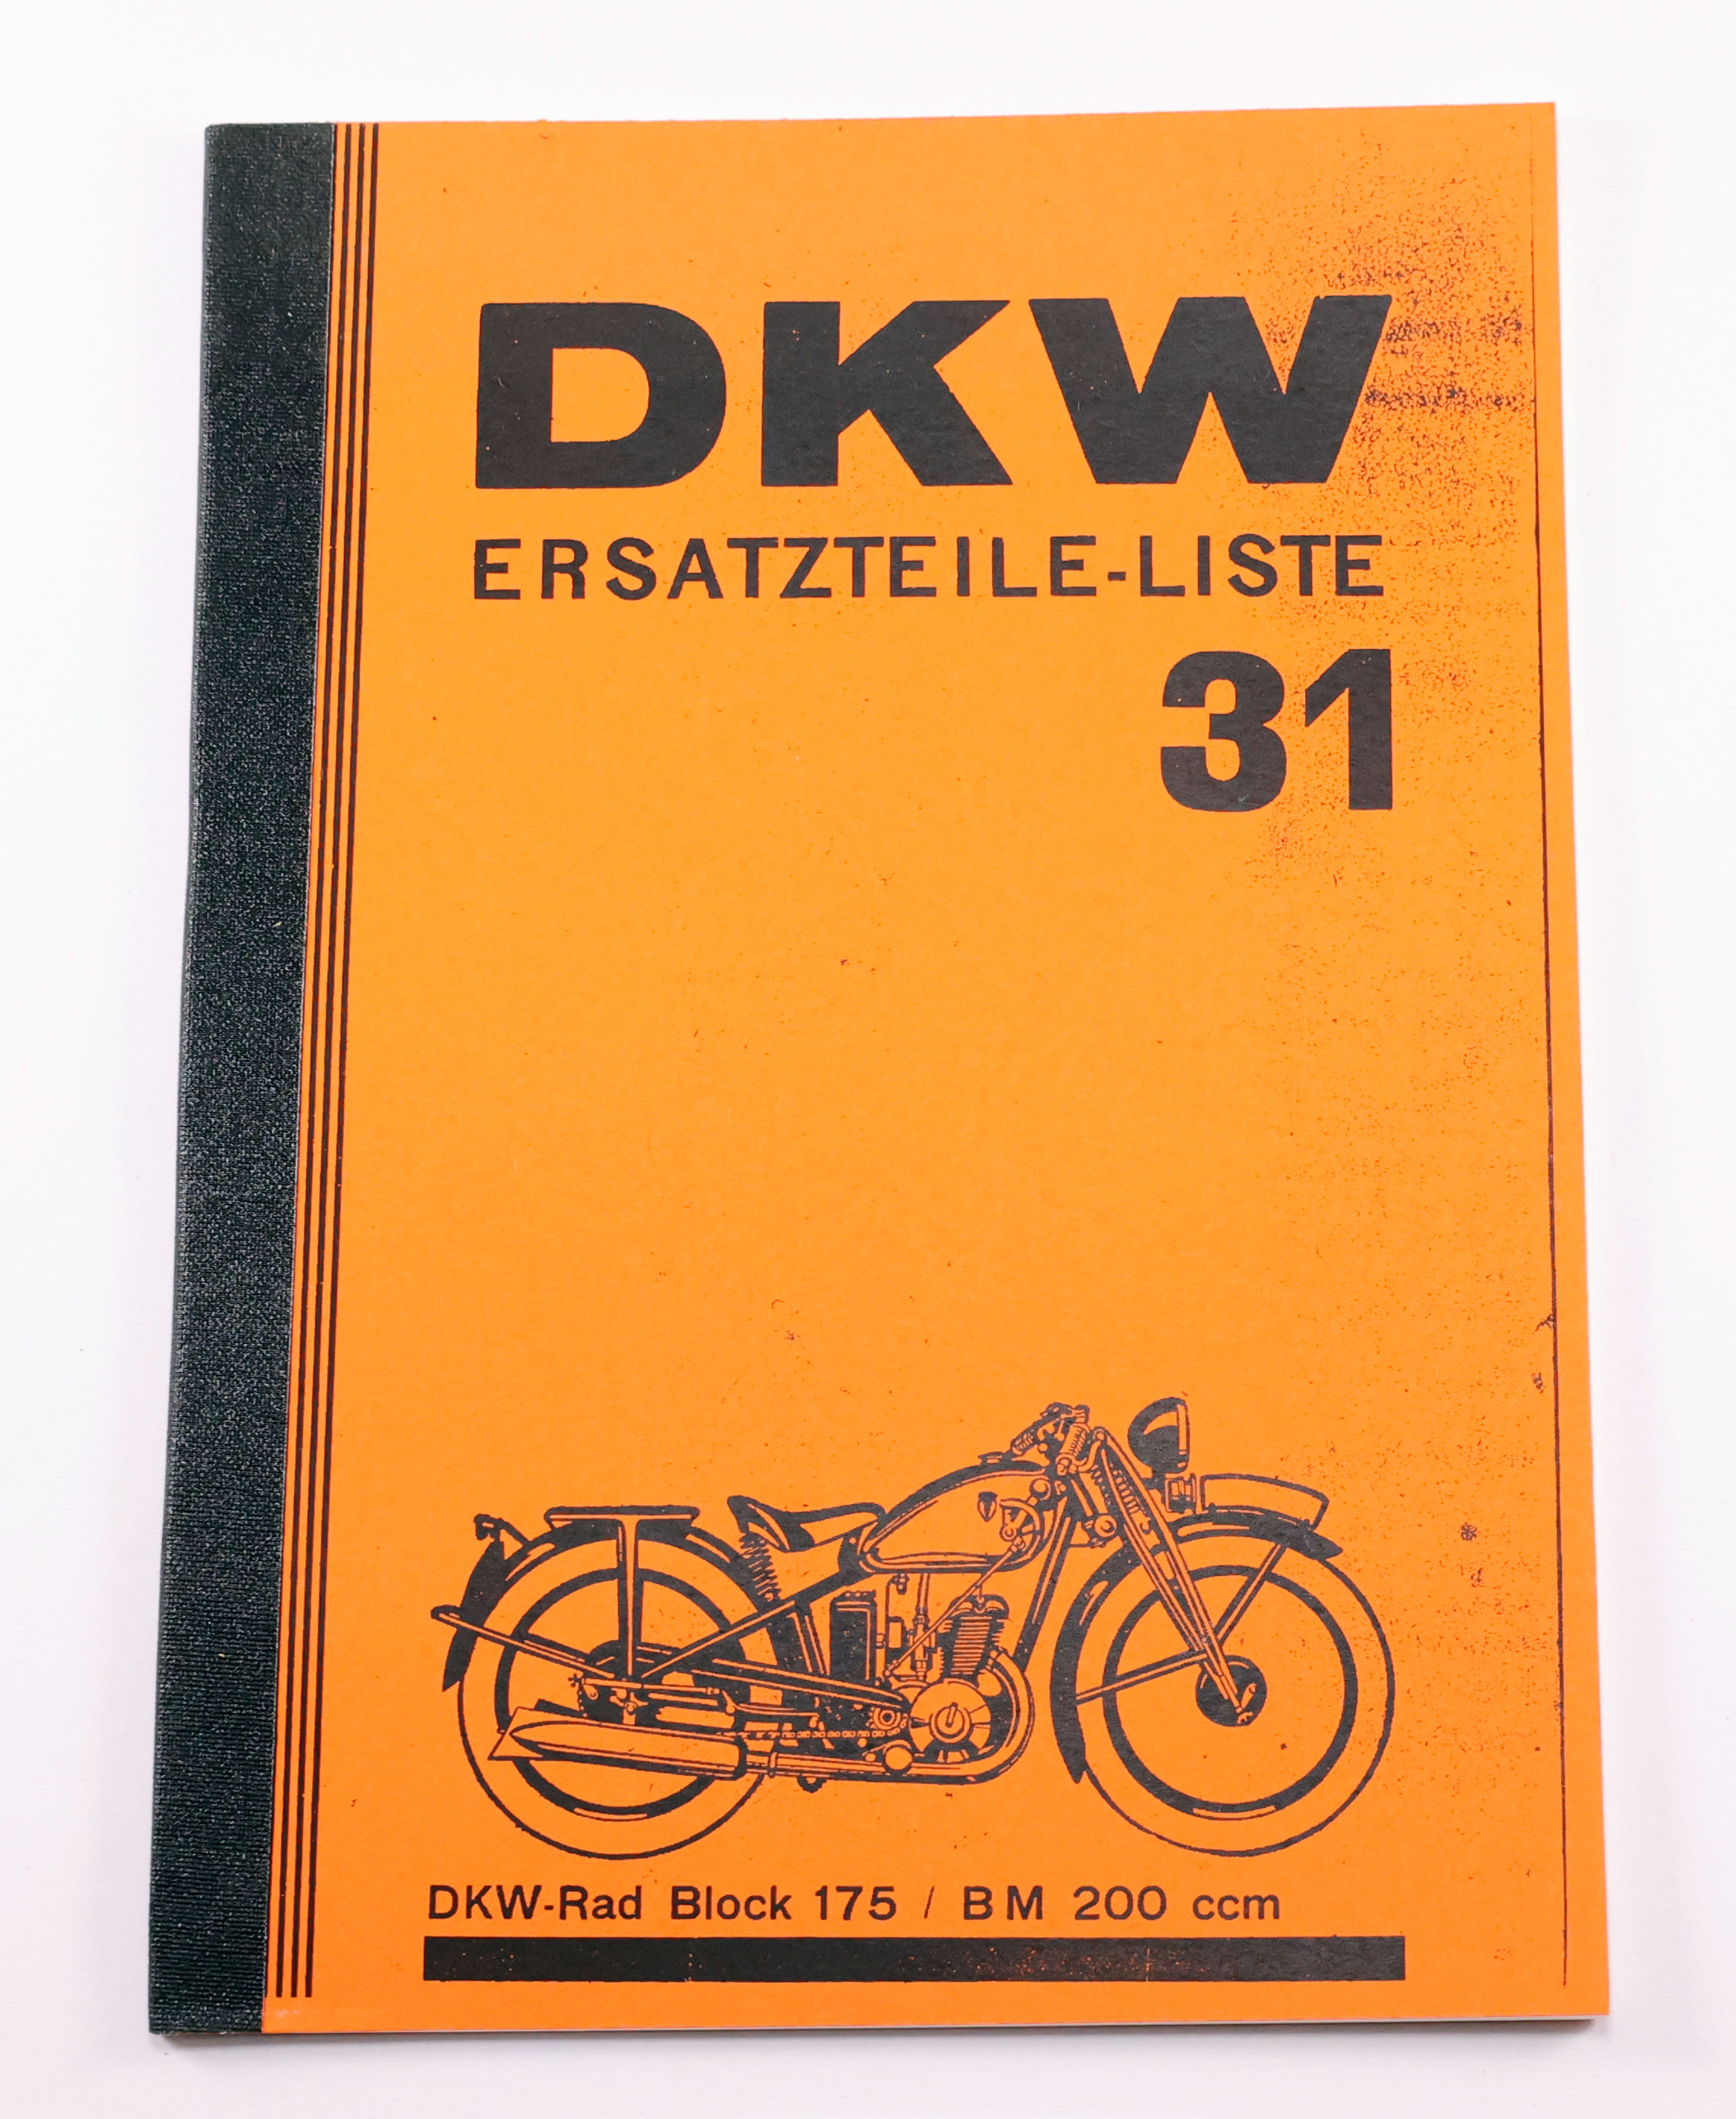 DKW
ERSATZTEILE-LISTE
31
DKW-Rad Block 175 / BM 200 ccm